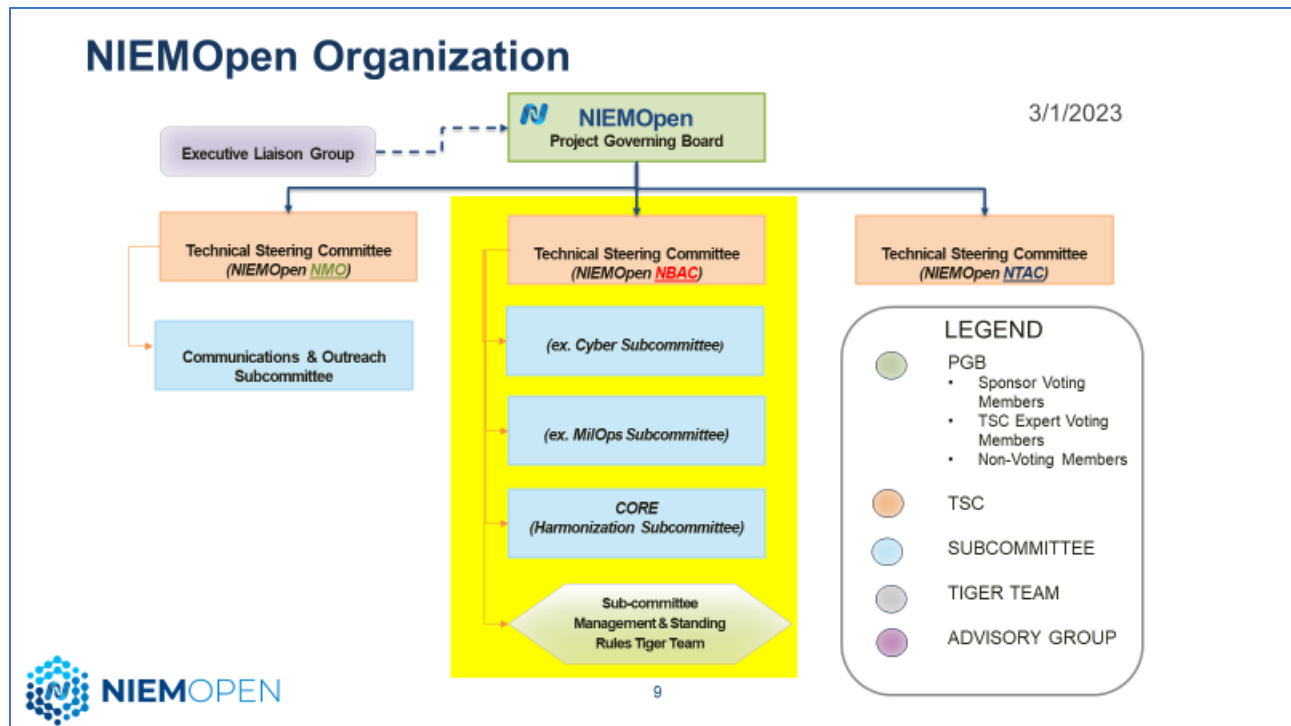 NIEMOpen Organization
3/1/2023
NIEMOpen
Project Governing Board
Executive Liaison Group
Technical Steering Committee
(NIEMOpen NMO)
Communications & Outreach
Subcommittee
Technical Steering Committee
(NIEMOpen NBAC)
(ex. Cyber Subcommittee)
(ex. MilOps Subcommittee)
CORE
(Harmonization Subcommittee)
Sub-committee
Management & Standing
Rules Tiger Team
Technical Steering Committee
(NIEMOpen NTAC)
LEGEND
PGB
• Sponsor Voting
Members
• TSC Expert Voting
Members
• Non-Voting Members
TSC
SUBCOMMITTEE
TIGER TEAM
ADVISORY GROUP
NIEMOPEN
9